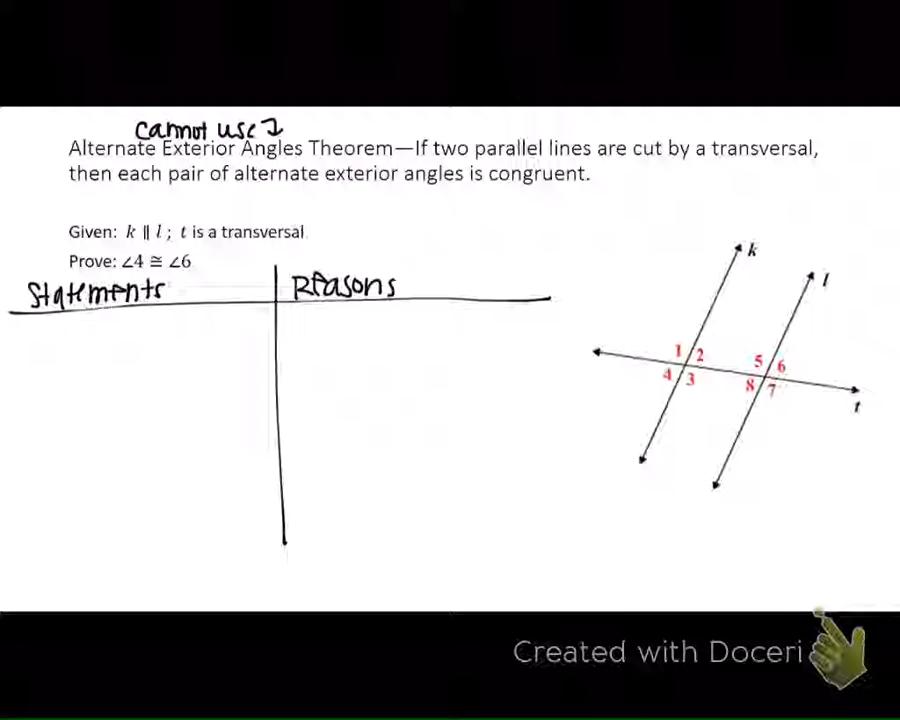 cannot use
Alternate Exterior Angles Theorem—If two parallel lines are cut by a transversal,
then each pair of alternate exterior angles is congruent.
Given: k ∥ l ; t is a transversal
Prove: ∠4 ≅ ∠6
Statements
Reasons
k
l
1 2
4 3
5 6
8 7
t
Created with Doceri